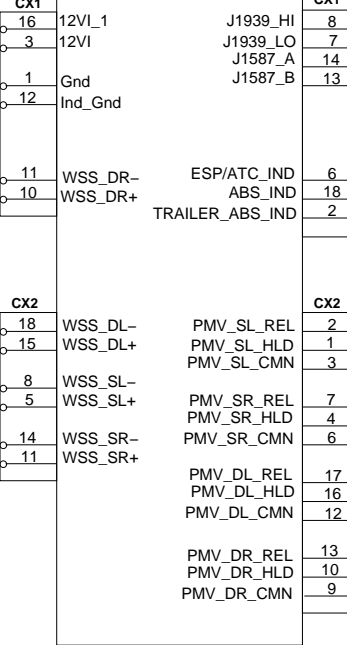 CX1 CX1
16 12VI_1 J1939_HI 8
3 12VI J1939_LO 7
J1587_A 14
1 Gnd J1587_B 13
12 Ind_Gnd
11 WSS_DR− ESP/ATC_IND 6
10 WSS_DR+ ABS_IND 18
TRAILER_ABS_IND 2
CX2 CX2
18 WSS_DL− PMV_SL_REL 2
15 WSS_DL+ PMV_SL_HLD 1
PMV_SL_CMN 3
8 WSS_SL−
5 WSS_SL+ PMV_SR_REL 7
PMV_SR_HLD 4
14 WSS_SR− PMV_SR_CMN 6
11 WSS_SR+
PMV_DL_REL 17
PMV_DL_HLD 16
PMV_DL_CMN 12
PMV_DR_REL 13
PMV_DR_HLD 10
PMV_DR_CMN 9